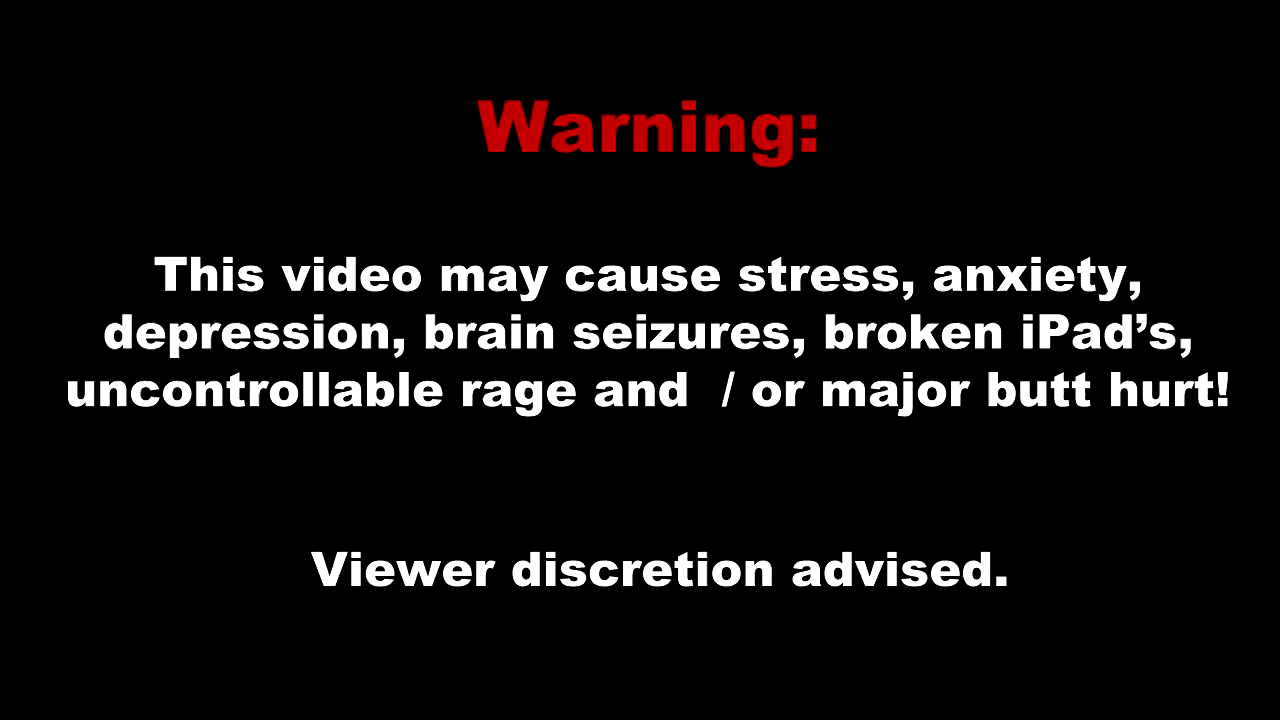 Warning:
This video may cause stress, anxiety,
depression, brain seizures, broken iPad’s,
uncontrollable rage and  / or major butt hurt!
Viewer discretion advised.